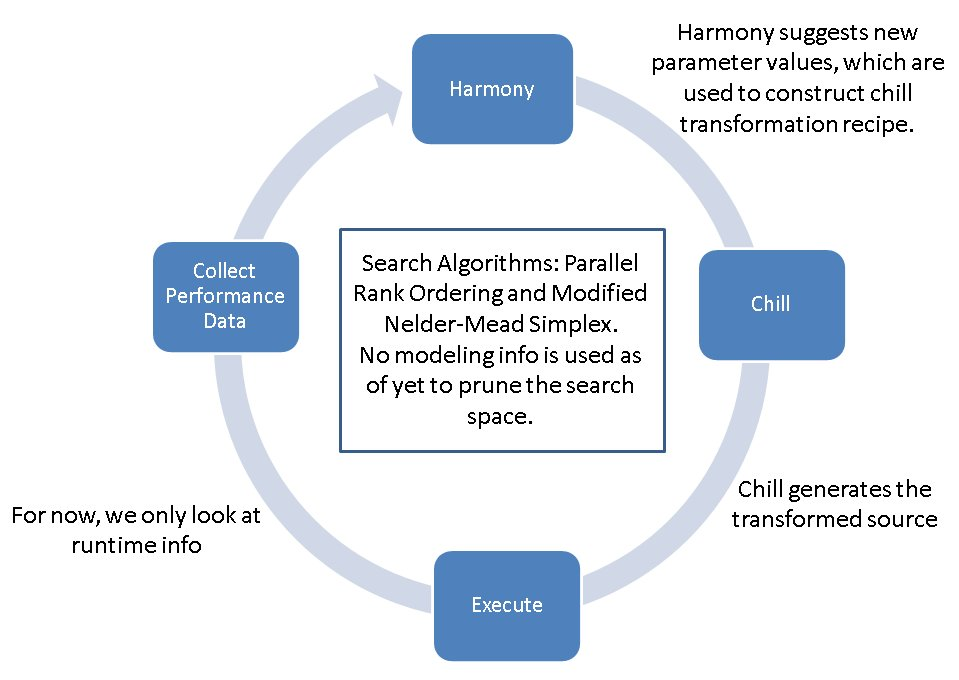 Harmony
Harmony suggests new
parameter values, which are
used to construct chill
transformation recipe.
Collect
Performance
Data
Search Algorithms: Parallel
Rank Ordering and Modified
Nelder-Mead Simplex.
No modeling info is used as
of yet to prune the search
space.
Chill
Chill generates the
transformed source
For now, we only look at
runtime info
Execute